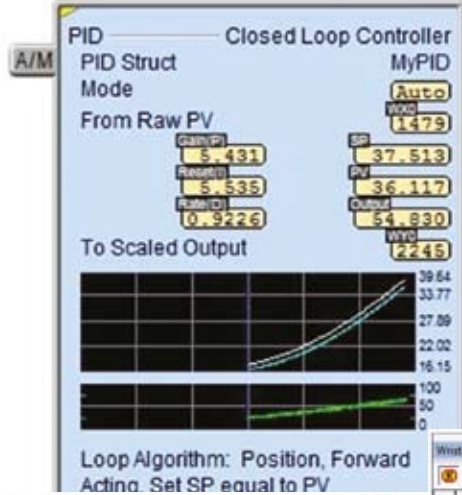 PID Closed Loop Controller
A/M
PID Struct MyPID
Mode Auto
WX0
From Raw PV 1479
Gain(P) SP
5.431 37.513
Reset(I) PV
5.535 36.117
Rate(D) Output
0.9226 54.830
WY0
To Scaled Output 2245
39.64
33.77
27.89
22.02
16.15
100
50
0
Loop Algorithm: Position, Forward
Acting, Set SP equal to PV